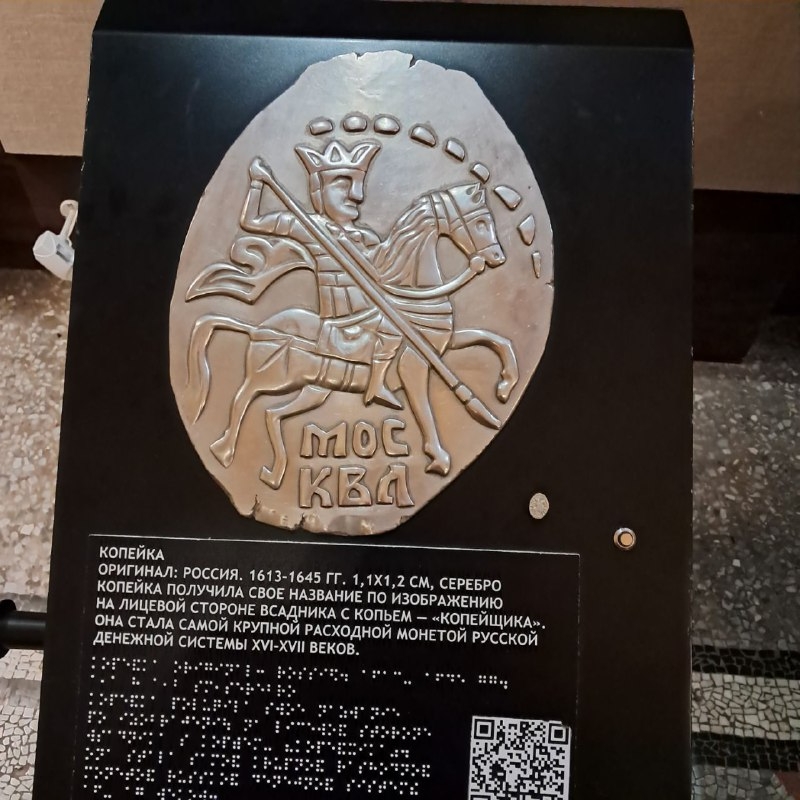 МОС
КВА
КОПЕЙКА
ОРИГИНАЛ: РОССИЯ. 1613-1645 ГГ. 1,1Х1,2 СМ, СЕРЕБРО
КОПЕЙКА ПОЛУЧИЛА СВОЕ НАЗВАНИЕ ПО ИЗОБРАЖЕНИЮ
НА ЛИЦЕВОЙ СТОРОНЕ ВСАДНИКА С КОПЬЕМ — «КОПЕЙЩИКА».
ОНА СТАЛА САМОЙ КРУПНОЙ РАСХОДНОЙ МОНЕТОЙ РУССКОЙ
ДЕНЕЖНОЙ СИСТЕМЫ XVI-XVII ВЕКОВ.